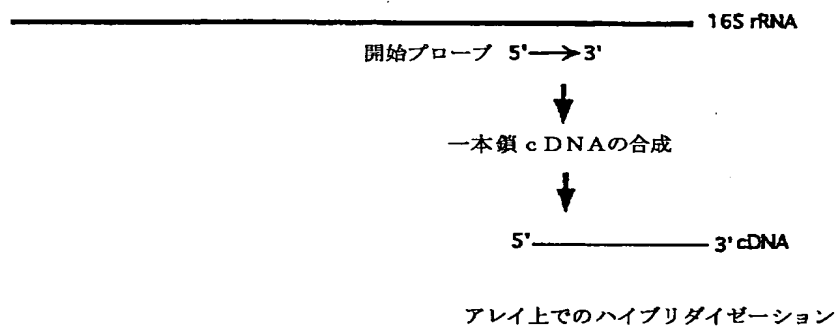 16S rRNA
開始プローブ 5'→3'
一本鎖 c DNAの合成
5' 3' cDNA
アレイ上でのハイブリダイゼーション